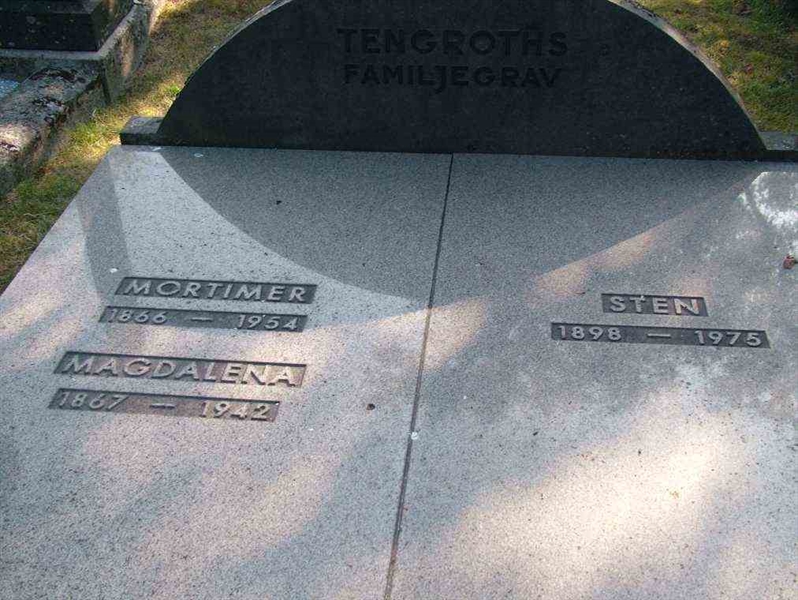 TENGROTHS
FAMILJEGRAV
MORTIMER
1866 — 1954
MAGDALENA
1867 — 1942
STEN
1898 — 1975